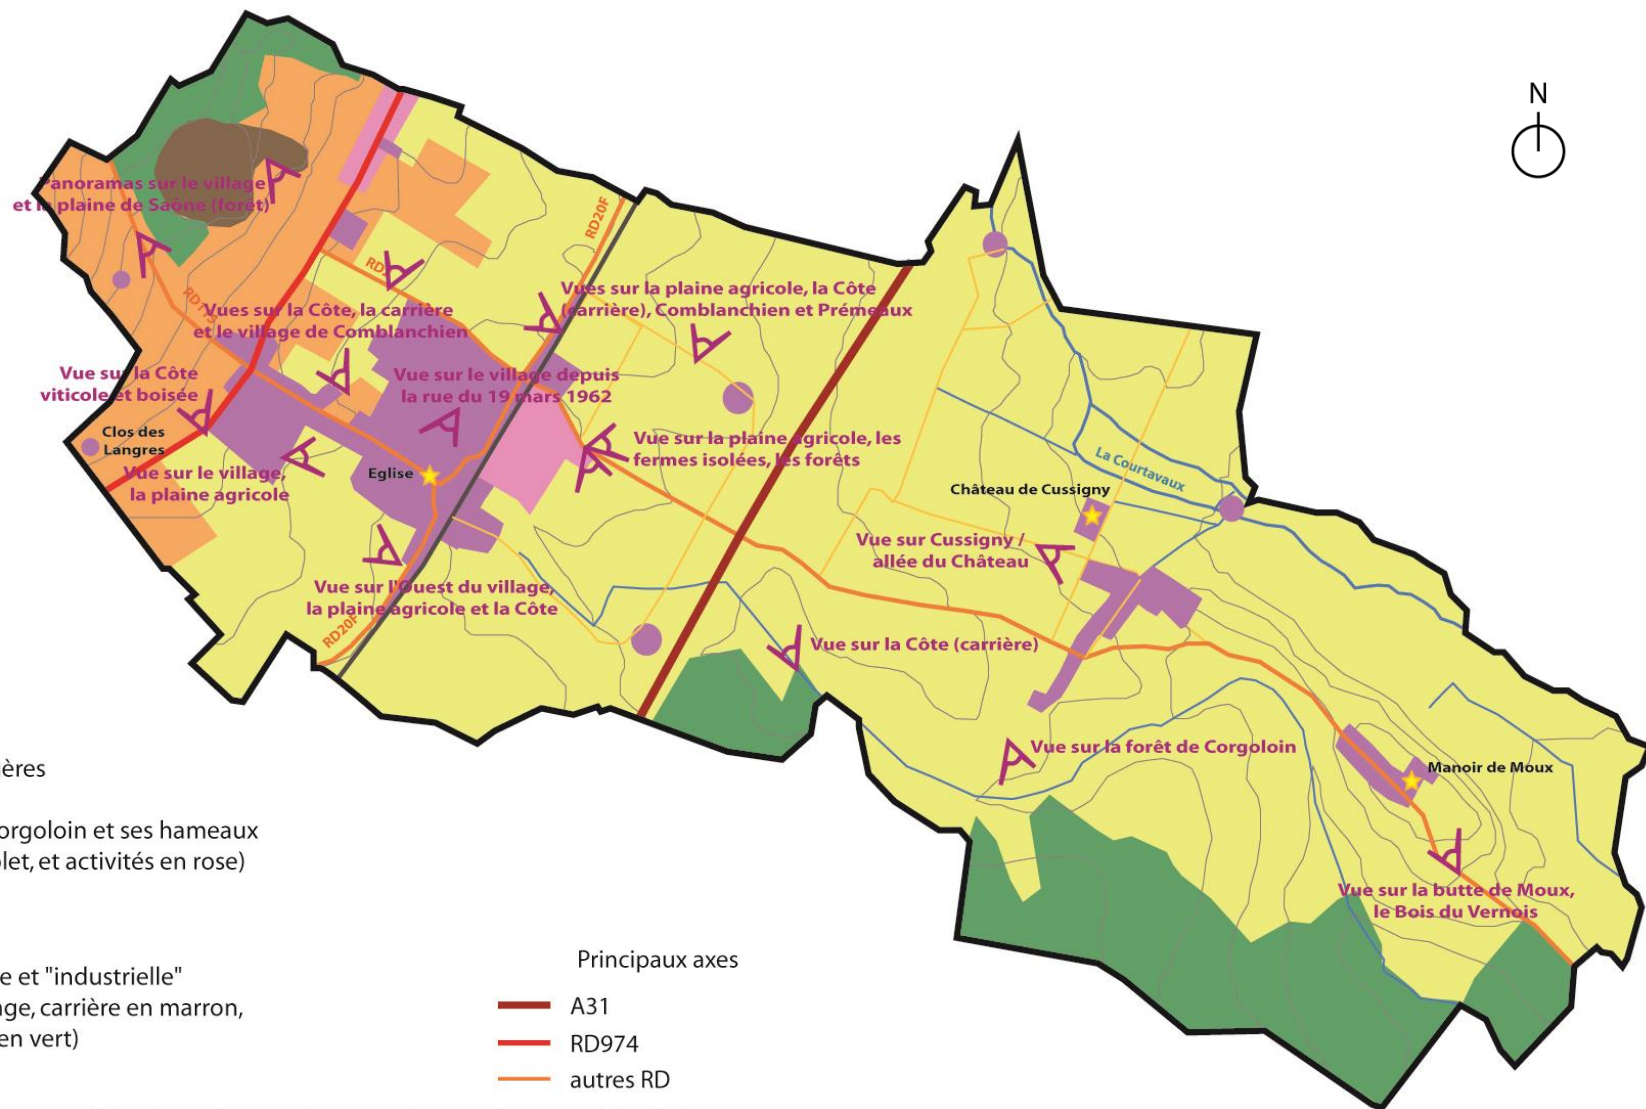 N
Panoramas sur le village
et la plaine de Saône (forêt)
RD20F
Vues sur la plaine agricole, la Côte
(carrière), Comblanchien et Prémeaux
Vues sur la Côte, la carrière
et le village de Comblanchien
Vue sur la Côte
viticole et boisée
Vue sur le village depuis
la rue du 19 mars 1962
Clos des
Langres
Vue sur la plaine agricole, les
fermes isolées, les forêts
Eglise
Vue sur le village,
la plaine agricole
La Courtavaux
Château de Cussigny
Vue sur Cussigny /
allée du Château
Vue sur l'Ouest du village,
la plaine agricole et la Côte
RD20F
Vue sur la Côte (carrière)
Vue sur la forêt de Corgoloin
Manoir de Moux
Vue sur la butte de Moux,
le Bois du Vernois
et ses hameaux
et activités en rose)
et "industrielle"
carrière en marron,
en vert)
Principaux axes
A31
RD974
autres RD